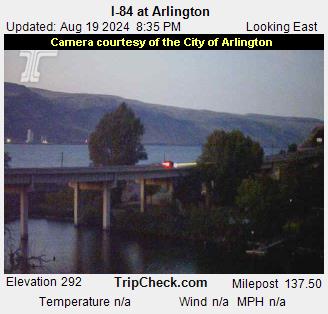 I-84 at Arlington
Updated: Aug 19 2024 8:35 PM Looking East
Camera courtesy of the City of Arlington
Elevation 292 TripCheck.com Milepost 137.50
Temperature n/a Wind n/a MPH n/a